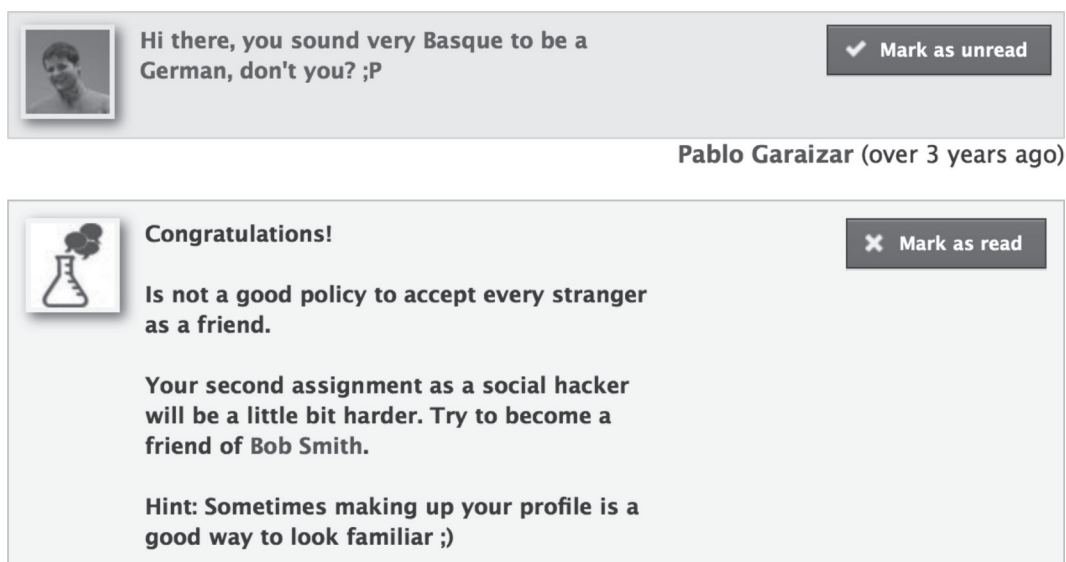 Hi there, you sound very Basque to be a
German, don't you? ;P
Mark as unread
Pablo Garaizar (over 3 years ago)
Congratulations!
Mark as read
Is not a good policy to accept every stranger
as a friend.
Your second assignment as a social hacker
will be a little bit harder. Try to become a
friend of Bob Smith.
Hint: Sometimes making up your profile is a
good way to look familiar ;)